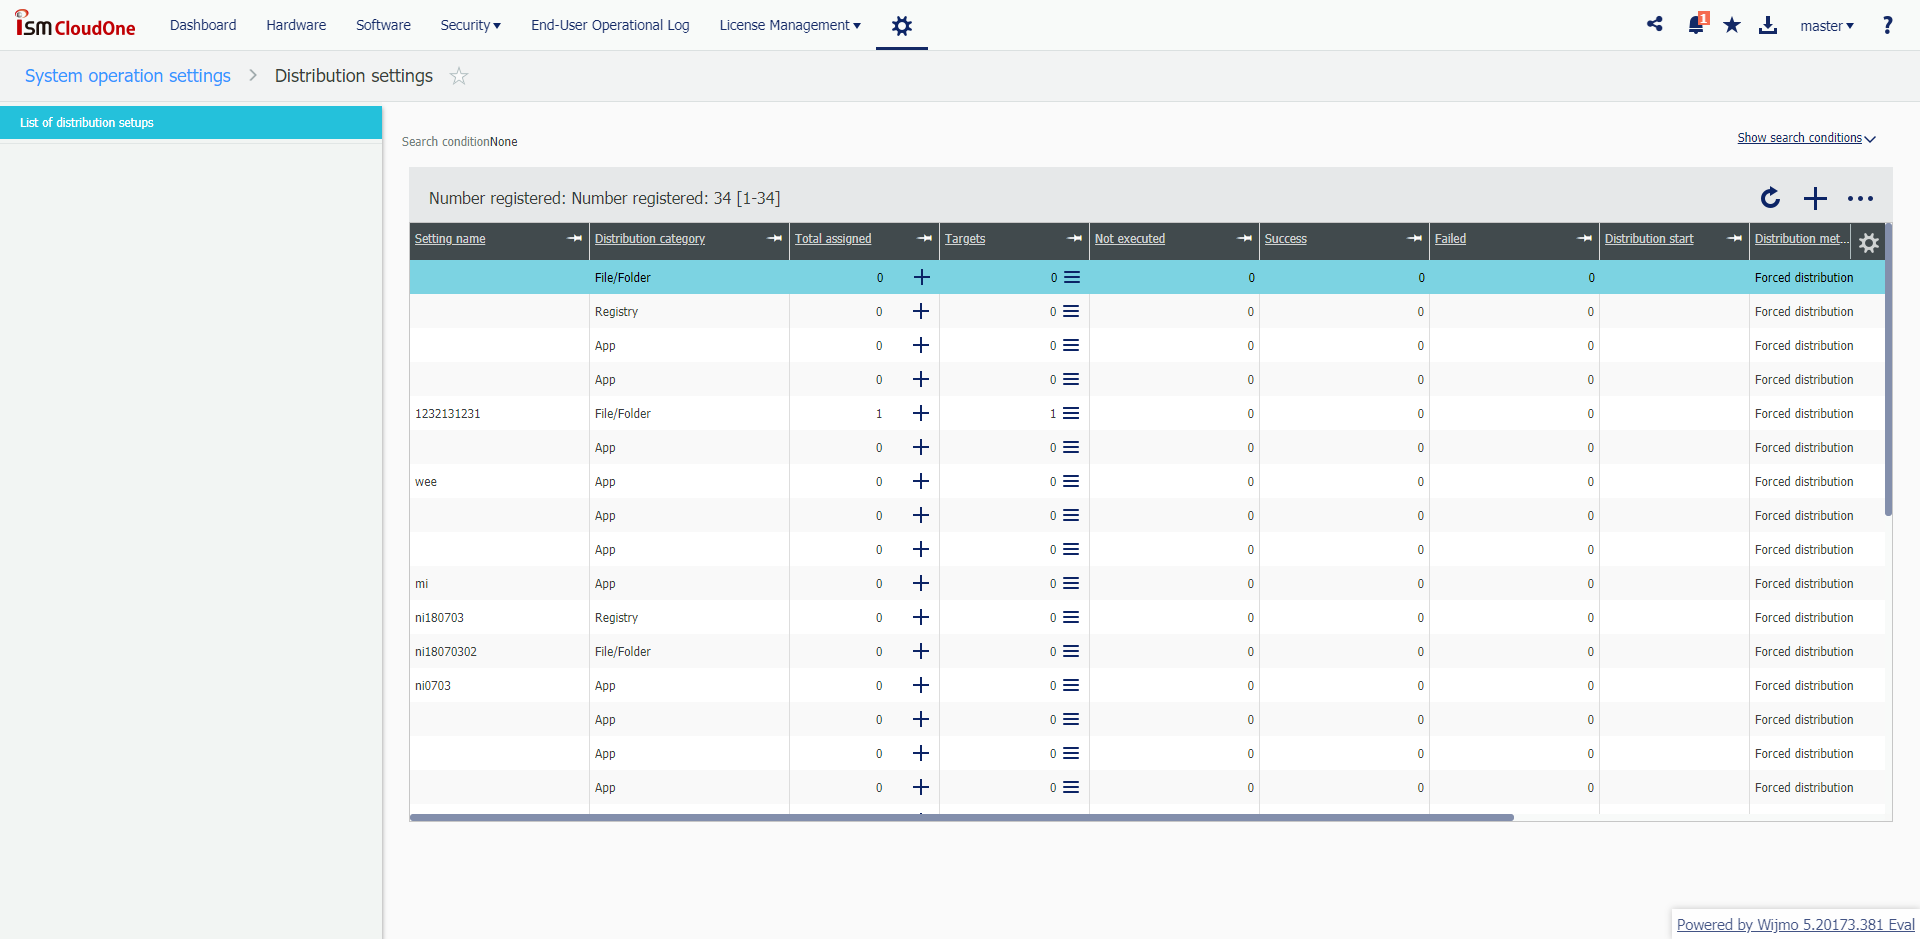 ISM CloudOne Dashboard Hardware Software Security End-User Operational Log License Management 1 master ?
System operation settings > Distribution settings
List of distribution setups
Search conditionNone Show search conditions
Number registered: Number registered: 34 [1-34]
Setting name Distribution category Total assigned Targets Not executed Success Failed Distribution start Distribution met...
File/Folder 0 0 0 0 0 Forced distribution
Registry 0 0 0 0 0 Forced distribution
App 0 0 0 0 0 Forced distribution
App 0 0 0 0 0 Forced distribution
1232131231 File/Folder 1 1 0 0 0 Forced distribution
App 0 0 0 0 0 Forced distribution
wee App 0 0 0 0 0 Forced distribution
App 0 0 0 0 0 Forced distribution
App 0 0 0 0 0 Forced distribution
mi App 0 0 0 0 0 Forced distribution
ni180703 Registry 0 0 0 0 0 Forced distribution
ni18070302 File/Folder 0 0 0 0 0 Forced distribution
ni0703 App 0 0 0 0 0 Forced distribution
App 0 0 0 0 0 Forced distribution
App 0 0 0 0 0 Forced distribution
App 0 0 0 0 0 Forced distribution
Powered by Wijmo 5.20173.381 Eval